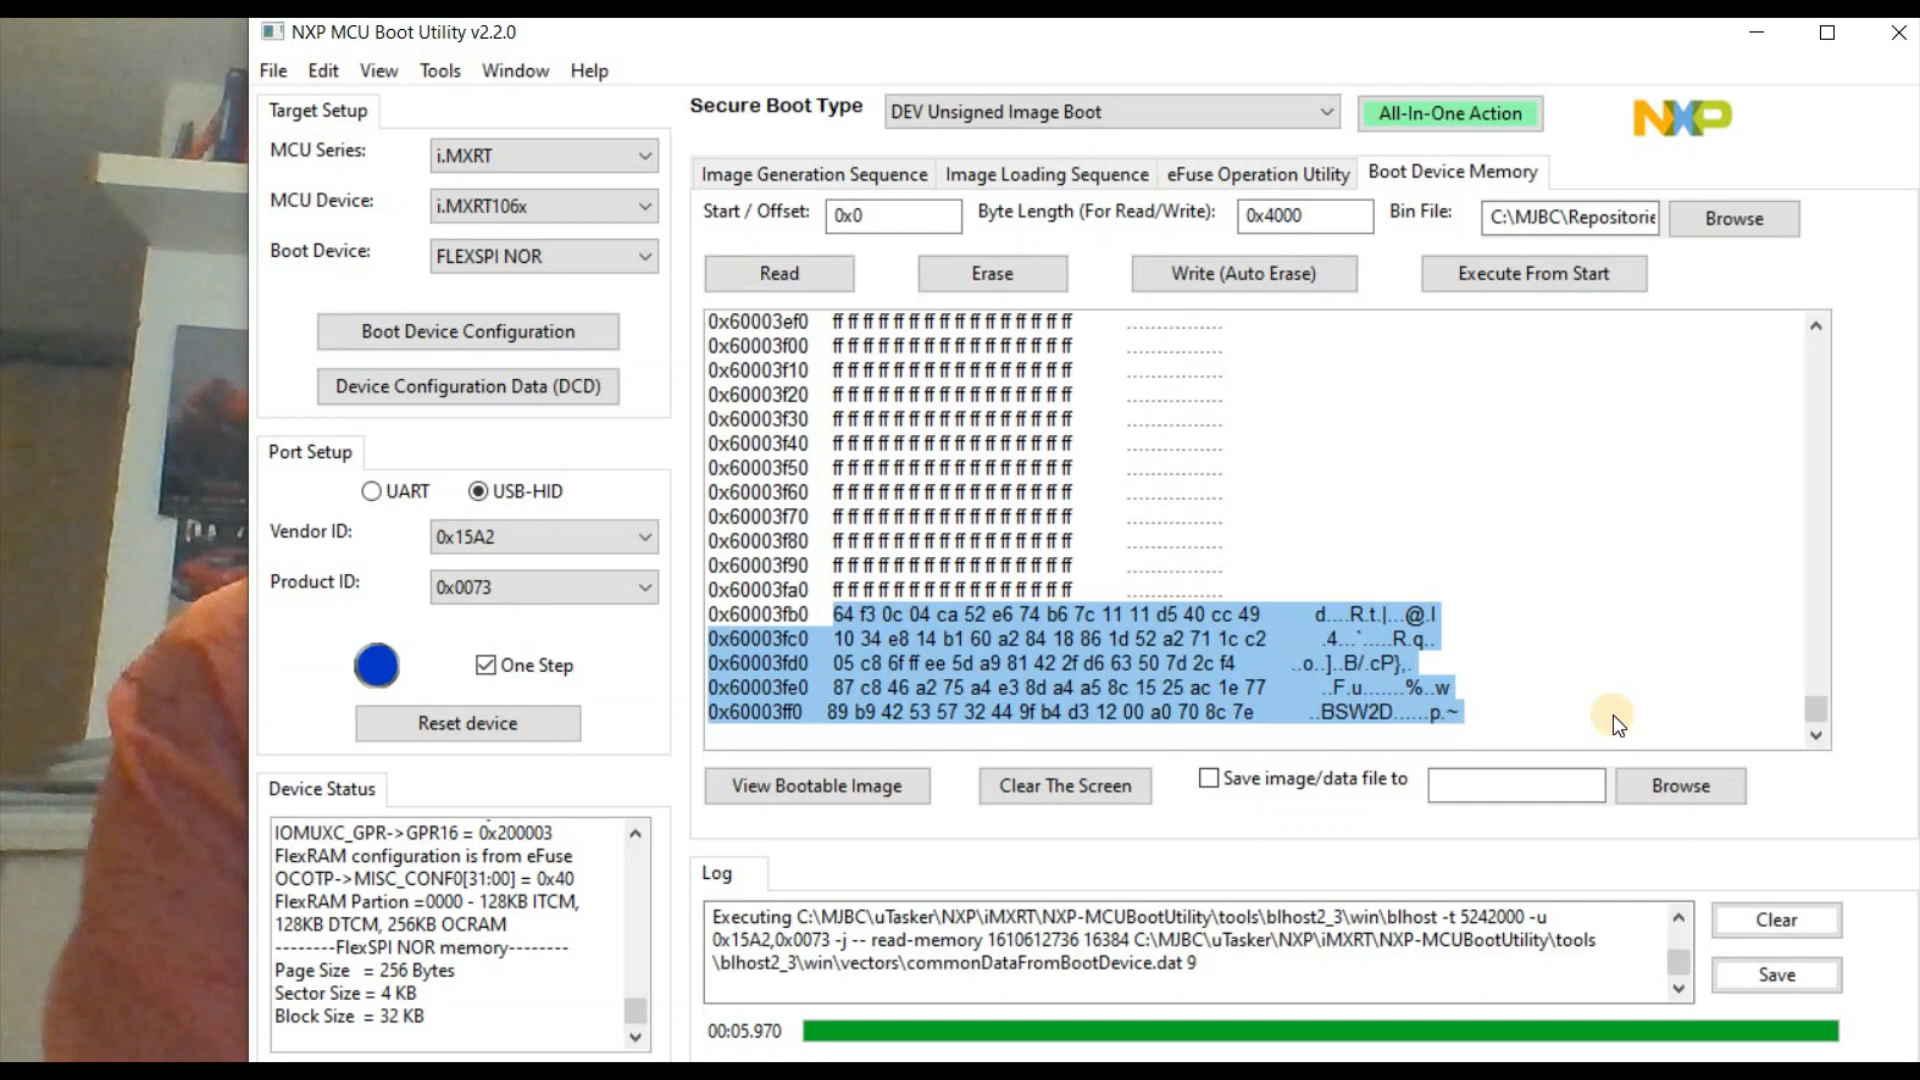 NXP MCU Boot Utility v2.2.0
File Edit View Tools Window Help
Target Setup
MCU Series: i.MXRT
MCU Device: i.MXRT106x
Boot Device: FLEXSPI NOR
Boot Device Configuration
Device Configuration Data (DCD)
Port Setup
UART USB-HID
Vendor ID: 0x15A2
Product ID: 0x0073
One Step
Reset device
Device Status
IOMUXC_GPR->GPR16 = 0x200003
FlexRAM configuration is from eFuse
OCOTP->MISC_CONF0[31:00] = 0x40
FlexRAM Partion =0000 - 128KB ITCM,
128KB DTCM, 256KB OCRAM
--------FlexSPI NOR memory--------
Page Size = 256 Bytes
Sector Size = 4 KB
Block Size = 32 KB
Secure Boot Type DEV Unsigned Image Boot All-In-One Action NXP
Image Generation Sequence Image Loading Sequence eFuse Operation Utility Boot Device Memory
Start / Offset: 0x0 Byte Length (For Read/Write): 0x4000 Bin File: C:\MJBC\Repositorie Browse
Read Erase Write (Auto Erase) Execute From Start
0x60003ef0 ff ff ff ff ff ff ff ff ff ff ff ff ff ff ff ff ................
0x60003f00 ff ff ff ff ff ff ff ff ff ff ff ff ff ff ff ff ................
0x60003f10 ff ff ff ff ff ff ff ff ff ff ff ff ff ff ff ff ................
0x60003f20 ff ff ff ff ff ff ff ff ff ff ff ff ff ff ff ff ................
0x60003f30 ff ff ff ff ff ff ff ff ff ff ff ff ff ff ff ff ................
0x60003f40 ff ff ff ff ff ff ff ff ff ff ff ff ff ff ff ff ................
0x60003f50 ff ff ff ff ff ff ff ff ff ff ff ff ff ff ff ff ................
0x60003f60 ff ff ff ff ff ff ff ff ff ff ff ff ff ff ff ff ................
0x60003f70 ff ff ff ff ff ff ff ff ff ff ff ff ff ff ff ff ................
0x60003f80 ff ff ff ff ff ff ff ff ff ff ff ff ff ff ff ff ................
0x60003f90 ff ff ff ff ff ff ff ff ff ff ff ff ff ff ff ff ................
0x60003fa0 ff ff ff ff ff ff ff ff ff ff ff ff ff ff ff ff ................
0x60003fb0 64 f3 0c 04 ca 52 e6 74 b6 7c 11 11 d5 40 cc 49 d....R.t.|...@.I
0x60003fc0 10 34 e8 14 b1 60 a2 84 18 86 1d 52 a2 71 1c c2 .4...`.....R.q..
0x60003fd0 05 c8 6f ff ee 5d a9 81 42 2f d6 63 50 7d 2c f4 ..o..]..B/.cP},.
0x60003fe0 87 c8 46 a2 75 a4 e3 8d a4 a5 8c 15 25 ac 1e 77 ..F.u.......%..w
0x60003ff0 89 b9 42 53 57 32 44 9f b4 d3 12 00 a0 70 8c 7e ..BSW2D......p.~
View Bootable Image Clear The Screen Save image/data file to Browse
Log
Executing C:\MJBC\uTasker\NXP\iMXRT\NXP-MCUBootUtility\tools\blhost2_3\win\blhost -t 5242000 -u
0x15A2,0x0073 -j -- read-memory 1610612736 16384 C:\MJBC\uTasker\NXP\iMXRT\NXP-MCUBootUtility\tools
\blhost2_3\win\vectors\commonDataFromBootDevice.dat 9
Clear
Save
00:05.970